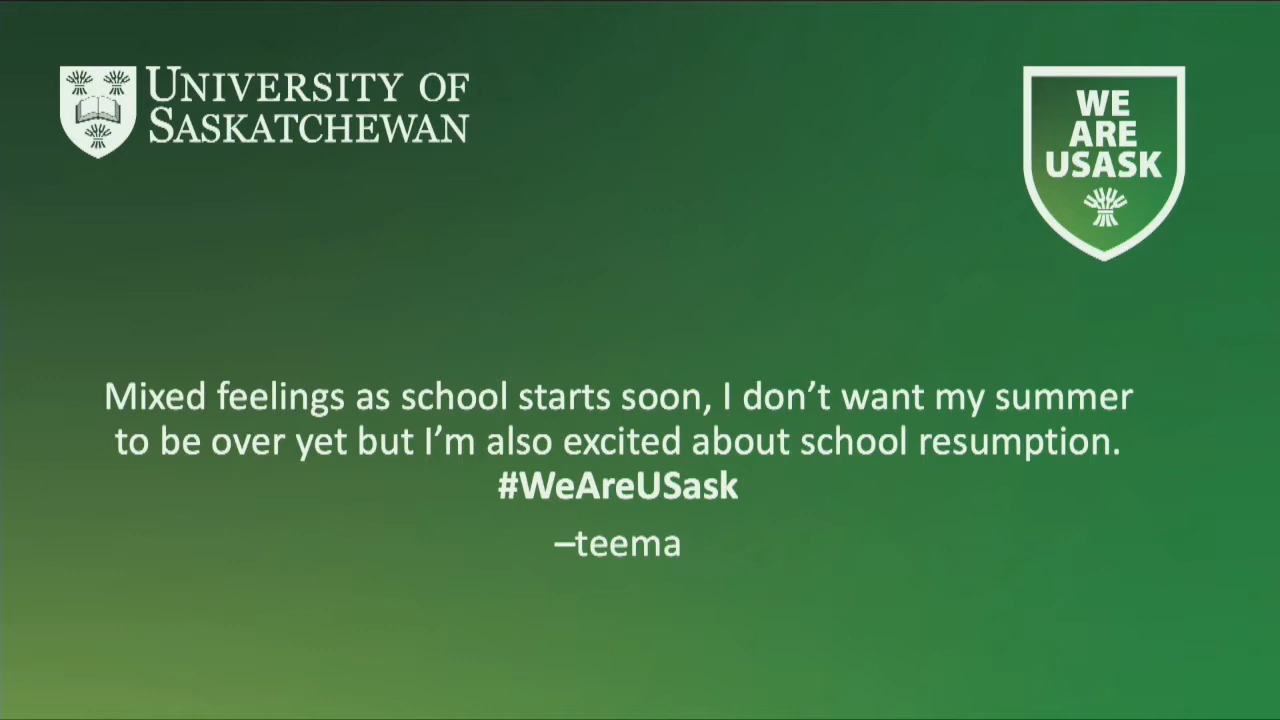 UNIVERSITY OF
SASKATCHEWAN
WE
ARE
USASK
Mixed feelings as school starts soon, I don’t want my summer
to be over yet but I’m also excited about school resumption.
#WeAreUSask
–teema